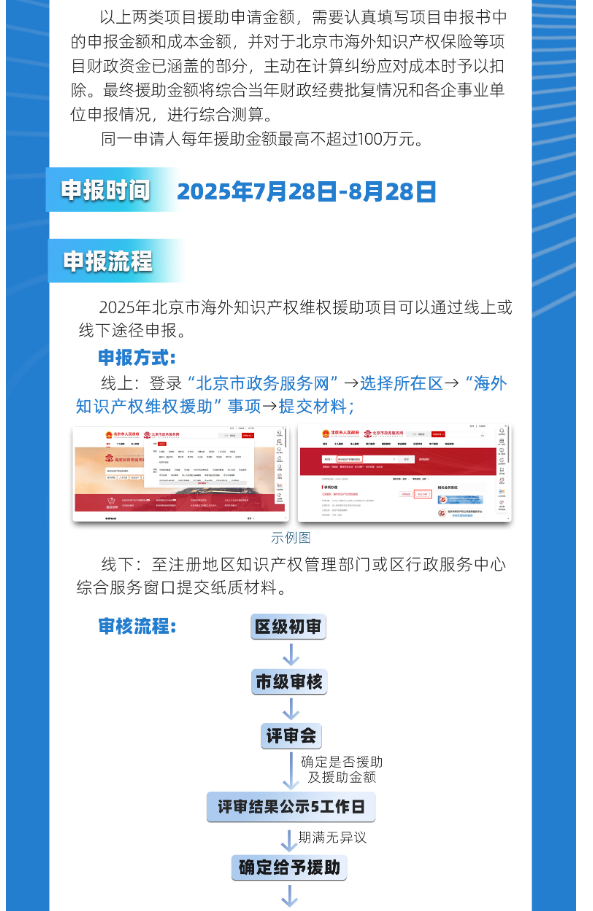 以上两类项目援助申请金额，需要认真填写项目申报书中
的申报金额和成本金额，并对于北京市海外知识产权保险等项
目财政资金已涵盖的部分，主动在计算纠纷应对成本时予以扣
除。最终援助金额将综合当年财政经费批复情况和各企事业单
位申报情况，进行综合测算。
同一申请人每年援助金额最高不超过100万元。
申报时间 2025年7月28日-8月28日
申报流程
2025年北京市海外知识产权维权援助项目可以通过线上或
线下途径申报。
申报方式：
线上：登录“北京市政务服务网”→选择所在区→“海外
知识产权维权援助”事项→提交材料；
示例图
线下：至注册地区知识产权管理部门或区行政服务中心
综合服务窗口提交纸质材料。
审核流程：
区级初审
市级审核
评审会
确定是否援助
及援助金额
评审结果公示5工作日
期满无异议
确定给予援助